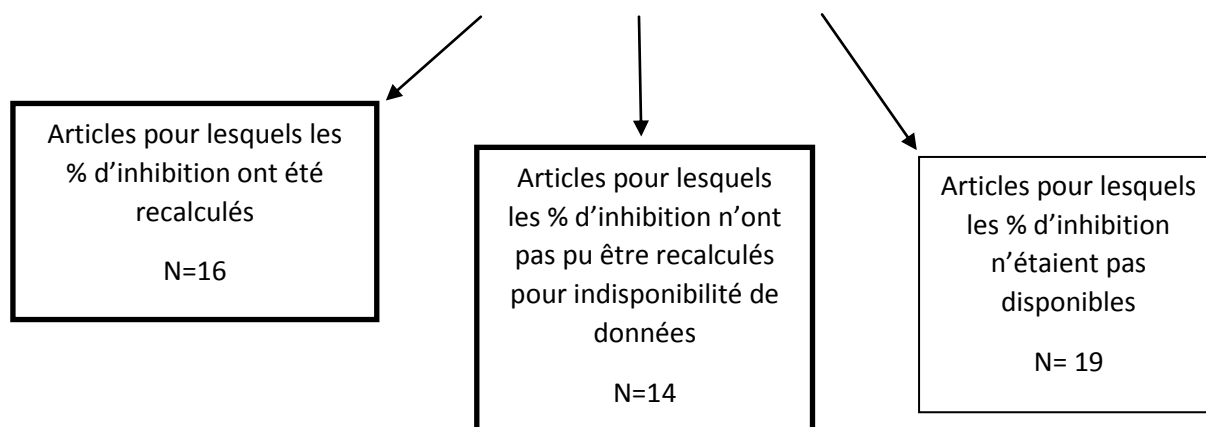 Articles pour lesquels les
% d’inhibition ont été
recalculés
N=16
Articles pour lesquels
les % d’inhibition n’ont
pas pu être recalculés
pour indisponibilité de
données
N=14
Articles pour lesquels
les % d’inhibition
n’étaient pas
disponibles
N= 19